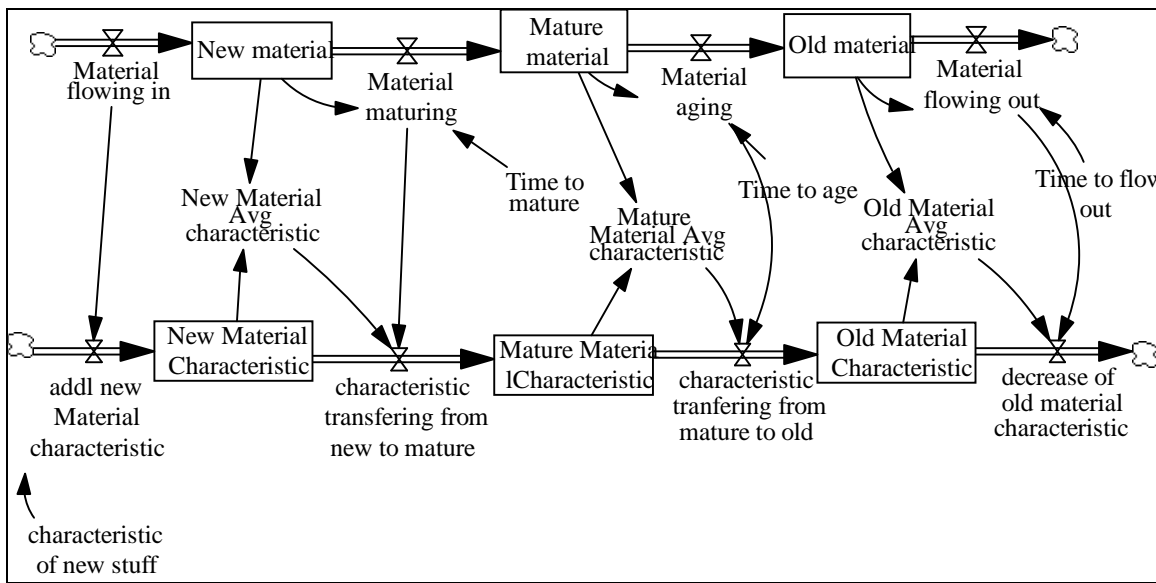 New material
Mature
material
Old material
Material
flowing in
Material
maturing
Material
aging
Material
flowing out
Time to
mature
Time to age
Time to flow
out
New Material
Avg
characteristic
Mature
Material Avg
characteristic
Old Material
Avg
characteristic
New Material
Characteristic
Mature Materia
lCharacteristic
Old Material
Characteristic
addl new
Material
characteristic
characteristic
transfering from
new to mature
characteristic
tranfering from
mature to old
decrease of
old material
characteristic
characteristic
of new stuff